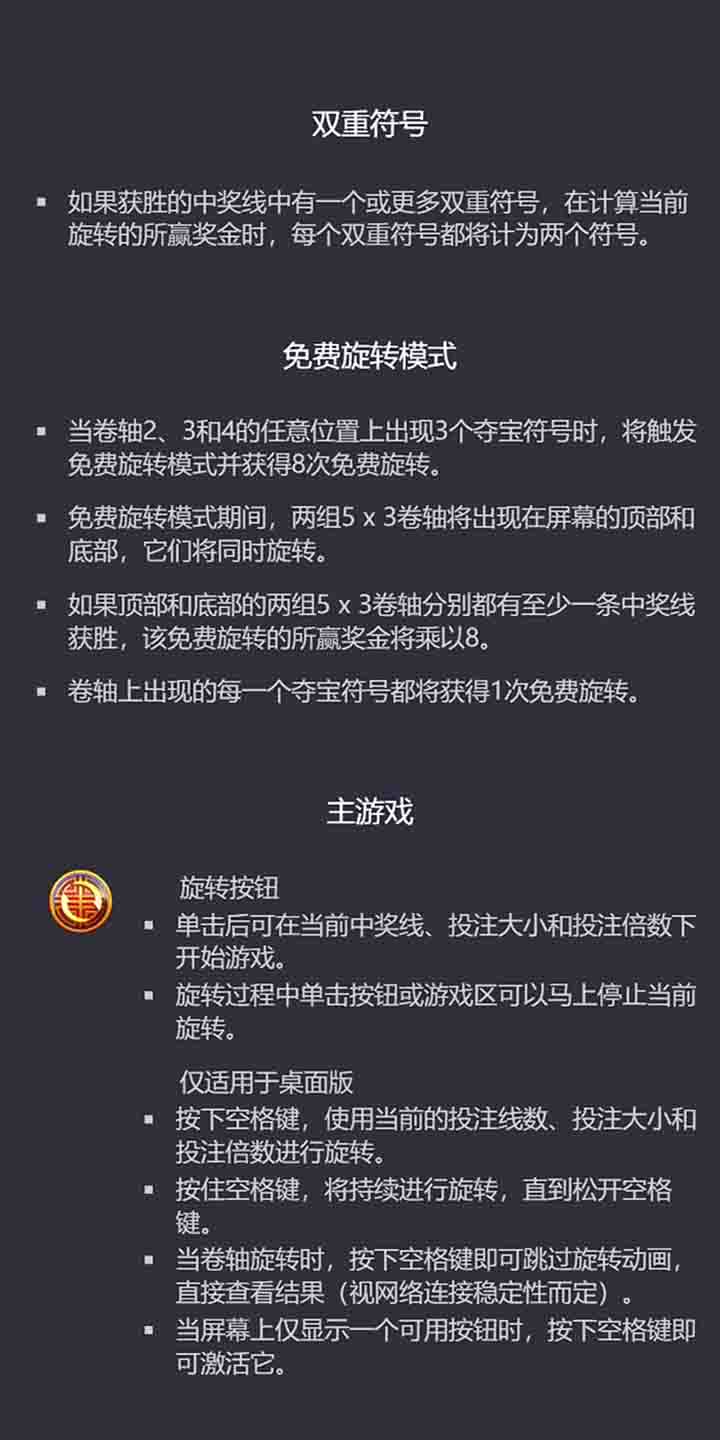 双重符号
▪ 如果获胜的中奖线中有一个或更多双重符号，在计算当前
旋转的所赢奖金时，每个双重符号都将计为两个符号。
免费旋转模式
▪ 当卷轴2、3和4的任意位置上出现3个夺宝符号时，将触发
免费旋转模式并获得8次免费旋转。
▪ 免费旋转模式期间，两组5 x 3卷轴将出现在屏幕的顶部和
底部，它们将同时旋转。
▪ 如果顶部和底部的两组5 x 3卷轴分别都有至少一条中奖线
获胜，该免费旋转的所赢奖金将乘以8。
▪ 卷轴上出现的每一个夺宝符号都将获得1次免费旋转。
主游戏
旋转按钮
▪ 单击后可在当前中奖线、投注大小和投注倍数下
开始游戏。
▪ 旋转过程中单击按钮或游戏区可以马上停止当前
旋转。
仅适用于桌面版
▪ 按下空格键，使用当前的投注线数、投注大小和
投注倍数进行旋转。
▪ 按住空格键，将持续进行旋转，直到松开空格
键。
▪ 当卷轴旋转时，按下空格键即可跳过旋转动画，
直接查看结果（视网络连接稳定性而定）。
▪ 当屏幕上仅显示一个可用按钮时，按下空格键即
可激活它。